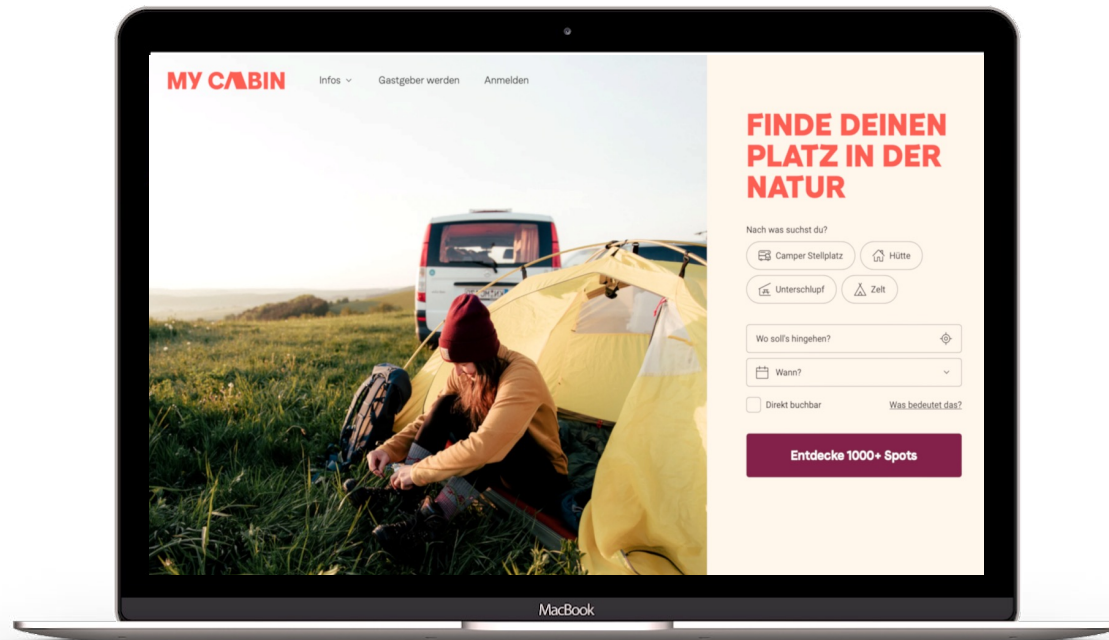 MY CABIN
Infos
Gastgeber werden
Anmelden
FINDE DEINEN
PLATZ IN DER
NATUR
Nach was suchst du?
Camper Stellplatz
Hütte
Unterschlupf
Zelt
Wo soll's hingehen?
Wann?
Direkt buchbar
Was bedeutet das?
Entdecke 1000+ Spots
MacBook